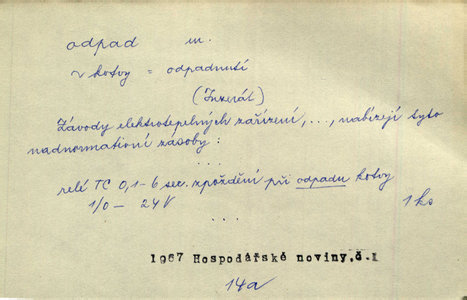 odpad m.
~ kotvy = odpadnutí
(Inzerát)
Závody elektrotepelných zařízení, ..., nabízejí tyto
nadnormativní zásoby:
...
relé TC 0,1-6 sec. zpoždění při odpadu kotvy
1/0 - 24V 1 ks
...
1967 Hospodářské noviny,č.1
14a